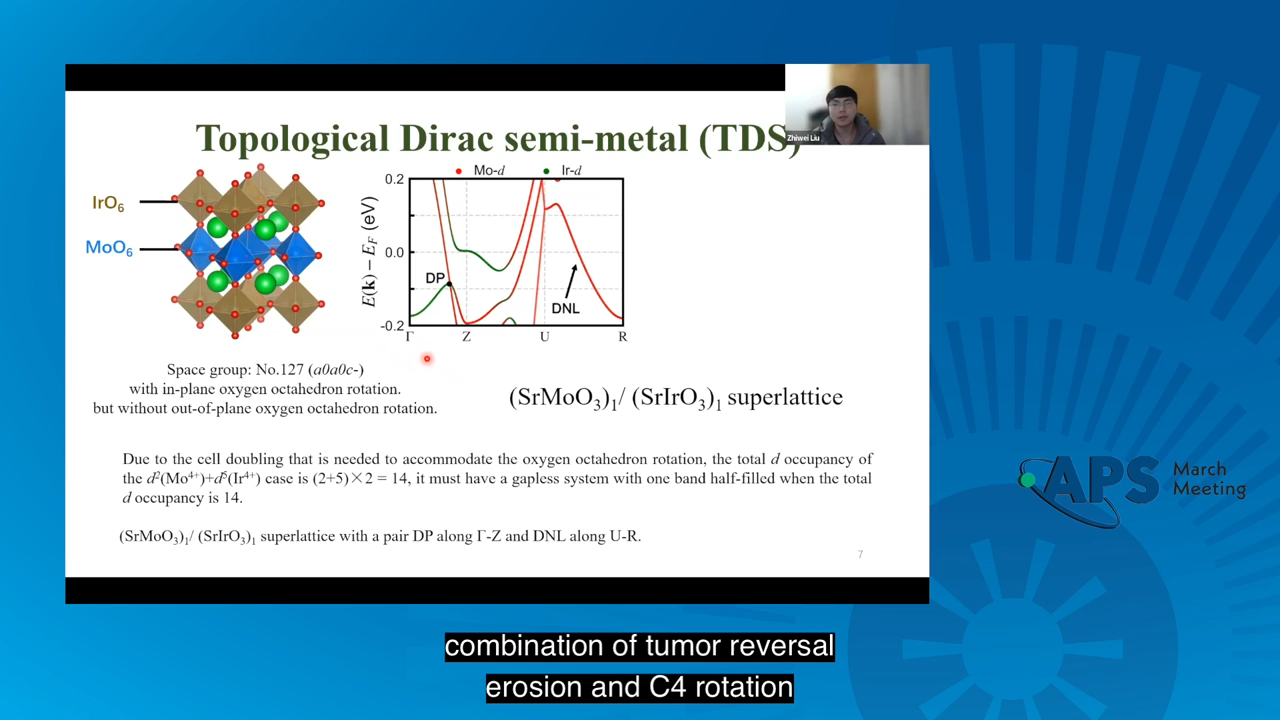 Zhiwei Liu
Topological Dirac semi-metal (TDS)
IrO₆
MoO₆
Mo-d
Ir-d
E(k) − E_F (eV)
0.2
0.0
-0.2
DP
DNL
Γ
Z
U
R
Space group: No.127 (a0a0c-)
with in-plane oxygen octahedron rotation.
but without out-of-plane oxygen octahedron rotation.
(SrMoO₃)₁/ (SrIrO₃)₁ superlattice
Due to the cell doubling that is needed to accommodate the oxygen octahedron rotation, the total d occupancy of
the d²(Mo⁴⁺)+d⁵(Ir⁴⁺) case is (2+5)×2 = 14, it must have a gapless system with one band half-filled when the total
d occupancy is 14.
(SrMoO₃)₁/ (SrIrO₃)₁ superlattice with a pair DP along Γ-Z and DNL along U-R.
7
APS
March
Meeting
combination of tumor reversal
erosion and C4 rotation